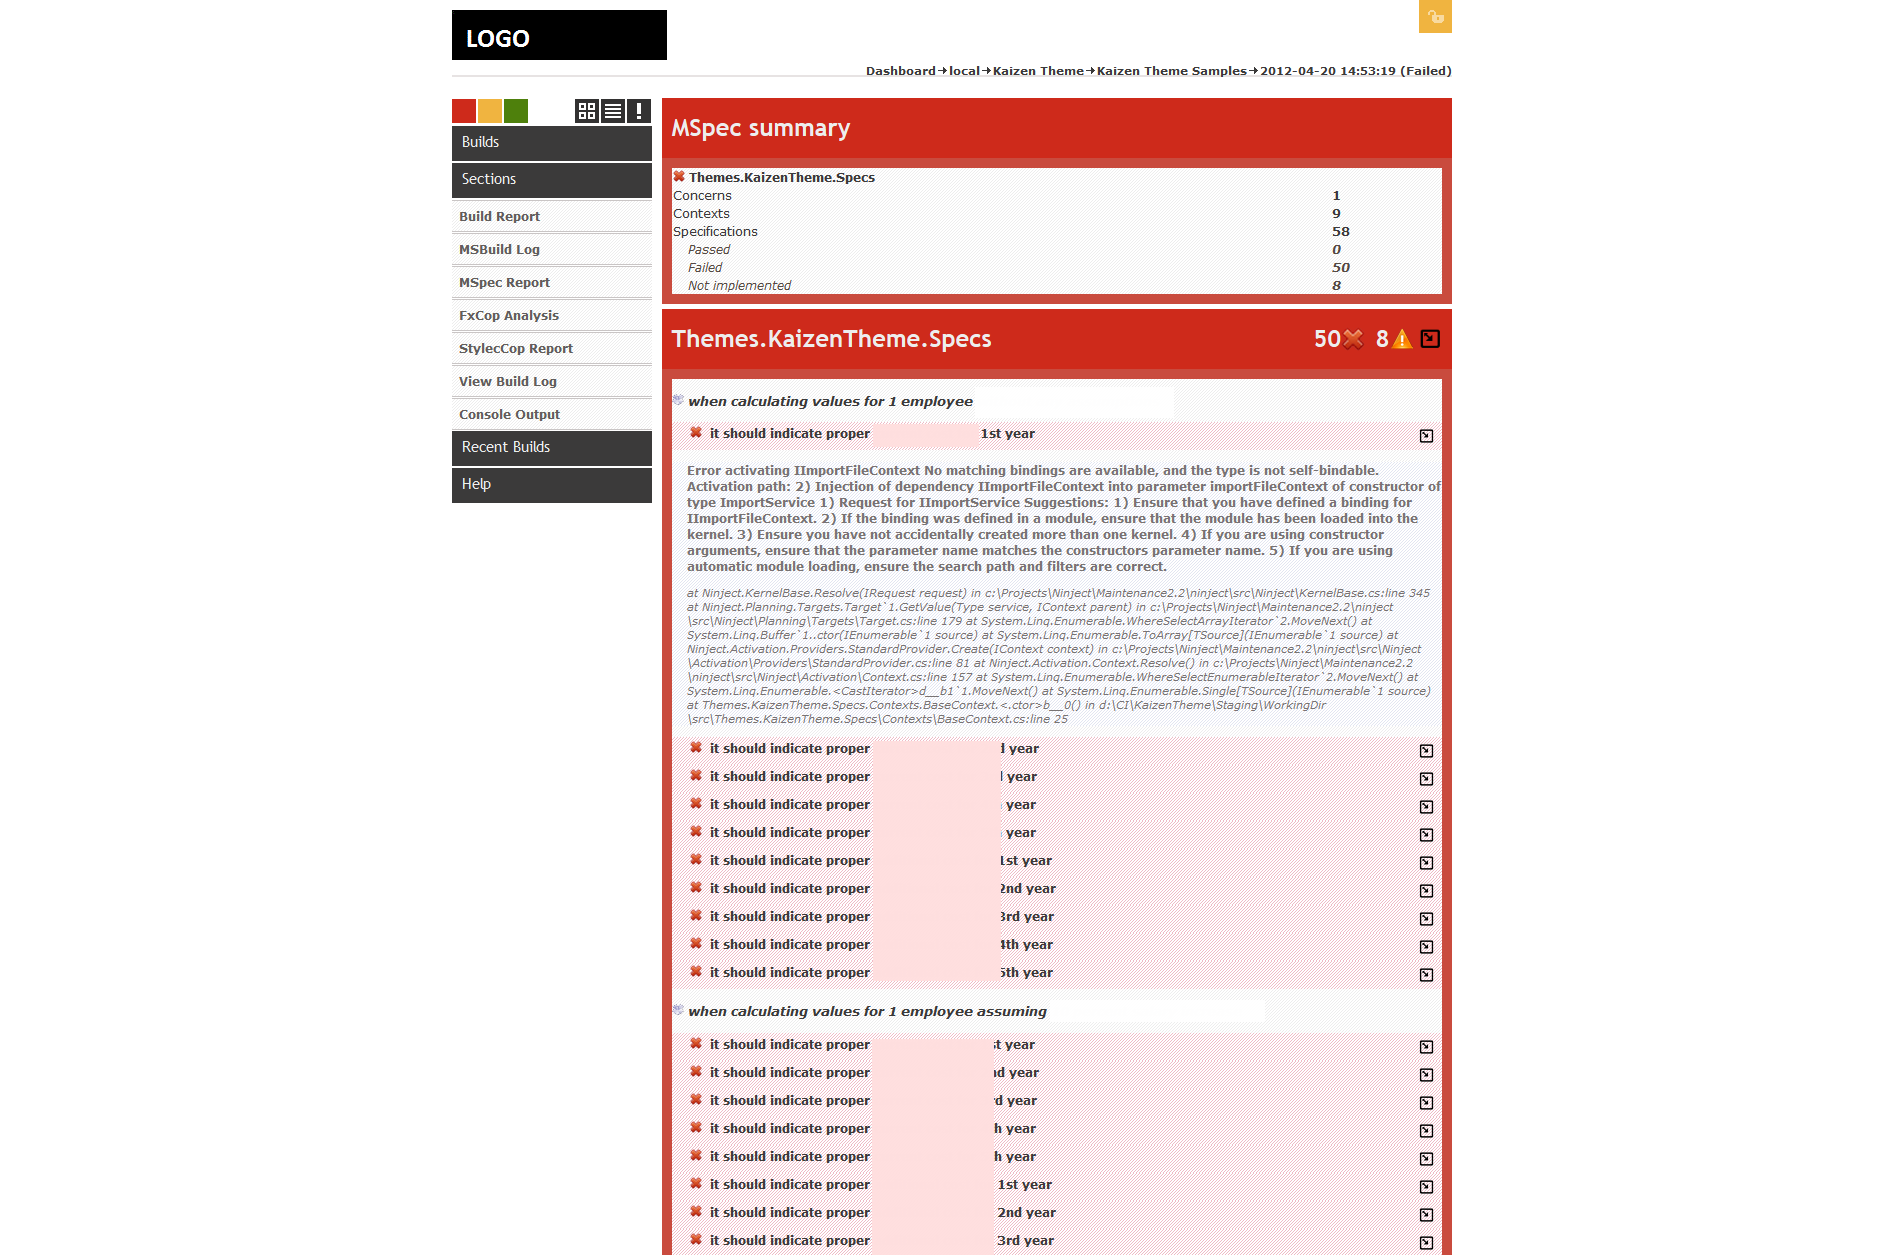 LOGO
Dashboard→local→Kaizen Theme→Kaizen Theme Samples→2012-04-20 14:53:19 (Failed)
Builds
Sections
Build Report
MSBuild Log
MSpec Report
FxCop Analysis
StylecCop Report
View Build Log
Console Output
Recent Builds
Help
MSpec summary
Themes.KaizenTheme.Specs
Concerns 1
Contexts 9
Specifications 58
Passed 0
Failed 50
Not implemented 8
Themes.KaizenTheme.Specs 50 8
when calculating values for 1 employee
it should indicate proper 1st year
Error activating IImportFileContext No matching bindings are available, and the type is not self-bindable.
Activation path: 2) Injection of dependency IImportFileContext into parameter importFileContext of constructor of
type ImportService 1) Request for IImportService Suggestions: 1) Ensure that you have defined a binding for
IImportFileContext. 2) If the binding was defined in a module, ensure that the module has been loaded into the
kernel. 3) Ensure you have not accidentally created more than one kernel. 4) If you are using constructor
arguments, ensure that the parameter name matches the constructors parameter name. 5) If you are using
automatic module loading, ensure the search path and filters are correct.
at Ninject.KernelBase.Resolve(IRequest request) in c:\Projects\Ninject\Maintenance2.2\ninject\src\Ninject\KernelBase.cs:line 345
at Ninject.Planning.Targets.Target`1.GetValue(Type service, IContext parent) in c:\Projects\Ninject\Maintenance2.2\ninject
\src\Ninject\Planning\Targets\Target.cs:line 179 at System.Linq.Enumerable.WhereSelectArrayIterator`2.MoveNext() at
System.Linq.Buffer`1..ctor(IEnumerable`1 source) at System.Linq.Enumerable.ToArray[TSource](IEnumerable`1 source) at
Ninject.Activation.Providers.StandardProvider.Create(IContext context) in c:\Projects\Ninject\Maintenance2.2\ninject\src\Ninject
\Activation\Providers\StandardProvider.cs:line 81 at Ninject.Activation.Context.Resolve() in c:\Projects\Ninject\Maintenance2.2
\ninject\src\Ninject\Activation\Context.cs:line 157 at System.Linq.Enumerable.WhereSelectEnumerableIterator`2.MoveNext() at
System.Linq.Enumerable.<CastIterator>d__b1`1.MoveNext() at System.Linq.Enumerable.Single[TSource](IEnumerable`1 source)
at Themes.KaizenTheme.Specs.Contexts.BaseContext.<.ctor>b__0() in d:\CI\KaizenTheme\Staging\WorkingDir
\src\Themes.KaizenTheme.Specs\Contexts\BaseContext.cs:line 25
it should indicate proper year
it should indicate proper year
it should indicate proper year
it should indicate proper year
it should indicate proper 1st year
it should indicate proper 2nd year
it should indicate proper 3rd year
it should indicate proper 4th year
it should indicate proper 5th year
when calculating values for 1 employee assuming
it should indicate proper st year
it should indicate proper nd year
it should indicate proper rd year
it should indicate proper h year
it should indicate proper h year
it should indicate proper 1st year
it should indicate proper 2nd year
it should indicate proper 3rd year